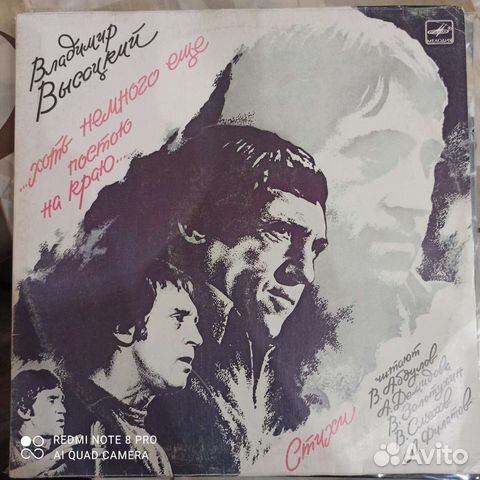 Владимир
Высоцкий
...хоть немного еще
постою
на краю...
МЕЛОДИЯ
читают
В. Абдулов
А. Демидова
В. Золотухин
В. Смехов
Филатов
Стихи
REDMI NOTE 8 PRO
AI QUAD CAMERA
Avito